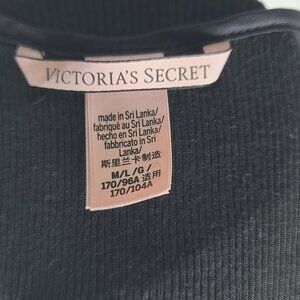 VICTORIA'S SECRET
made in Sri Lanka/
fabriqué au Sri Lanka/
hecho en Sri Lanka/
fabbricato in Sri
Lanka/
斯里兰卡制造
M/L/G/
170/96A 适用
170/104A